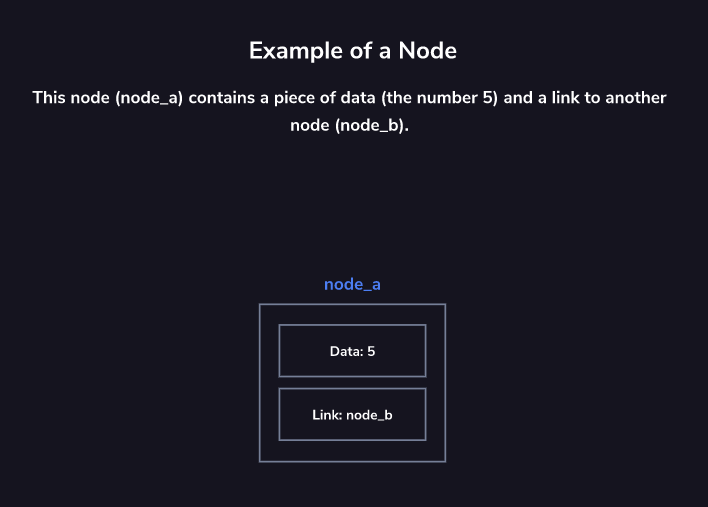 Example of a Node
This node (node_a) contains a piece of data (the number 5) and a link to another
node (node_b).
node_a
Data: 5
Link: node_b